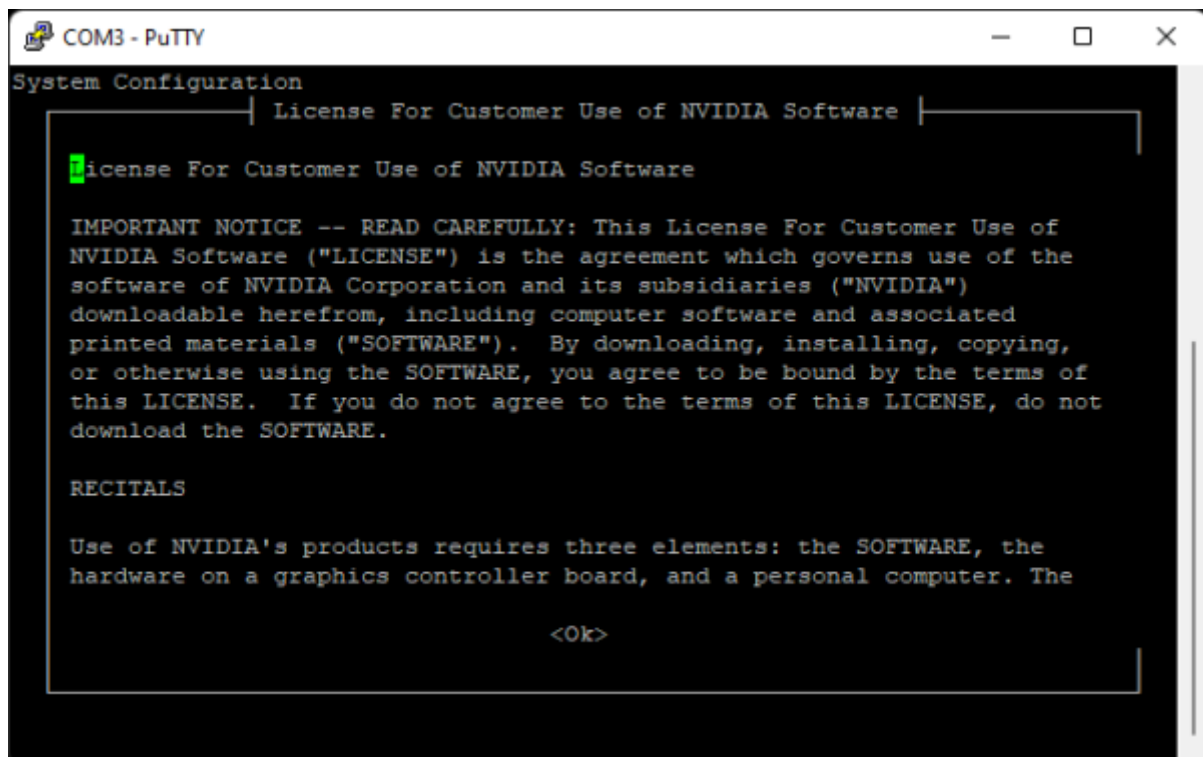 COM3 - PuTTY
System Configuration
License For Customer Use of NVIDIA Software
License For Customer Use of NVIDIA Software
IMPORTANT NOTICE -- READ CAREFULLY: This License For Customer Use of
NVIDIA Software ("LICENSE") is the agreement which governs use of the
software of NVIDIA Corporation and its subsidiaries ("NVIDIA")
downloadable herefrom, including computer software and associated
printed materials ("SOFTWARE").  By downloading, installing, copying,
or otherwise using the SOFTWARE, you agree to be bound by the terms of
this LICENSE.  If you do not agree to the terms of this LICENSE, do not
download the SOFTWARE.
RECITALS
Use of NVIDIA's products requires three elements: the SOFTWARE, the
hardware on a graphics controller board, and a personal computer. The
<Ok>